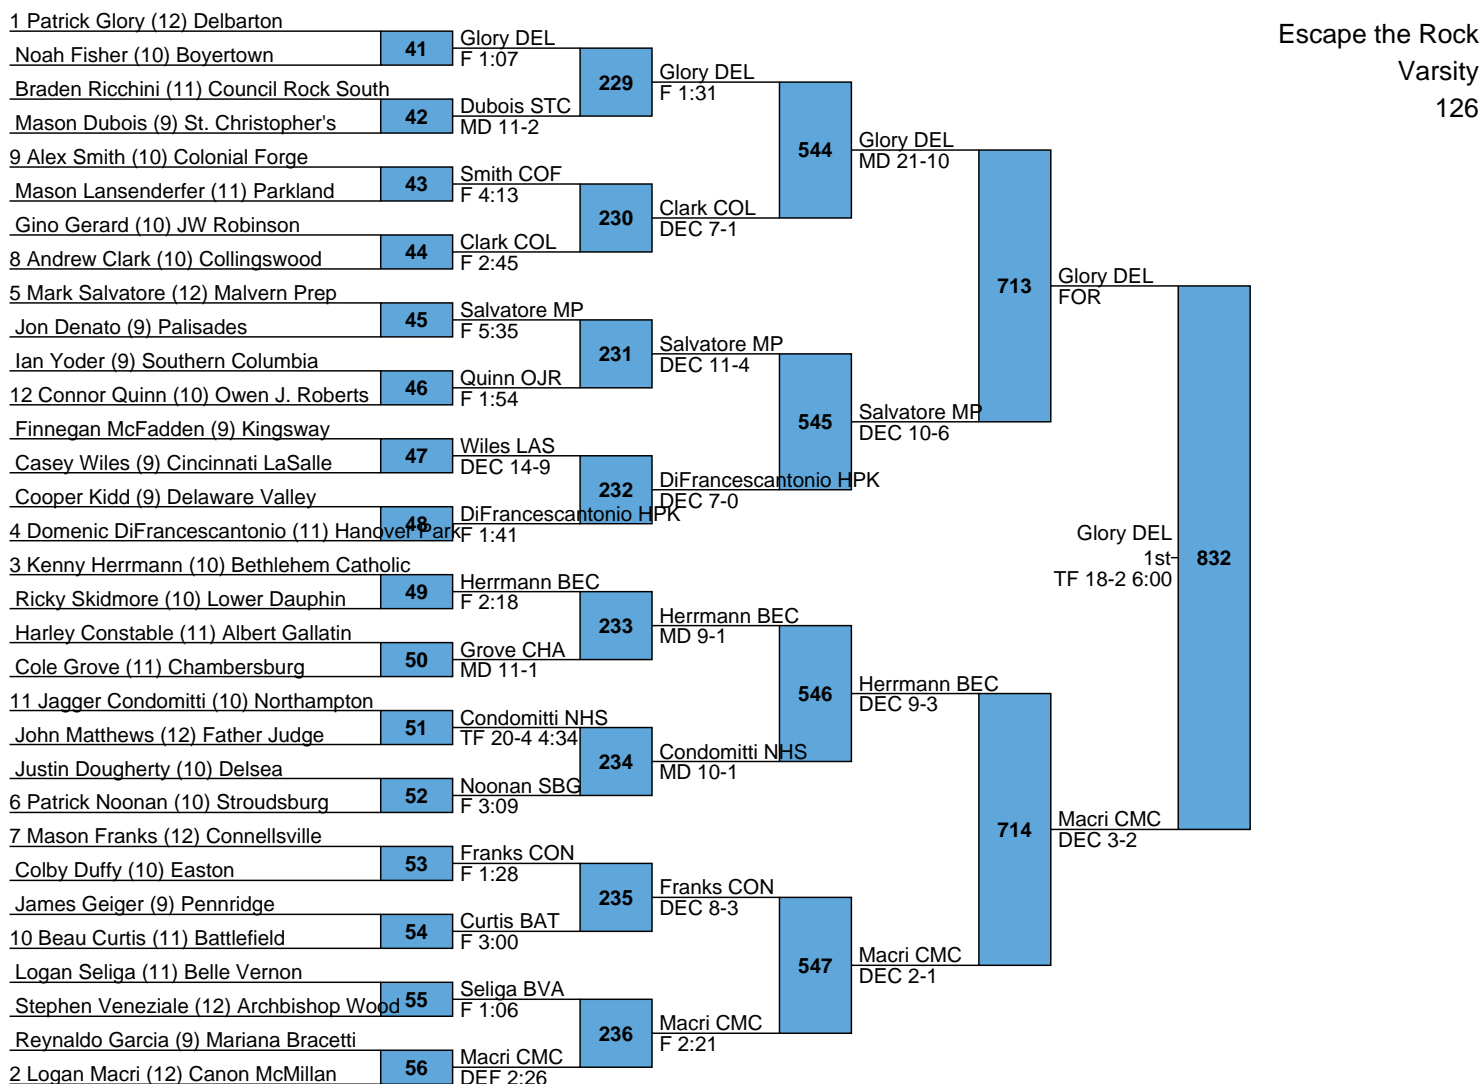 Escape the Rock
Varsity
126
1 Patrick Glory (12) Delbarton
Noah Fisher (10) Boyertown
Braden Ricchini (11) Council Rock South
Mason Dubois (9) St. Christopher's
9 Alex Smith (10) Colonial Forge
Mason Lansenderfer (11) Parkland
Gino Gerard (10) JW Robinson
8 Andrew Clark (10) Collingswood
5 Mark Salvatore (12) Malvern Prep
Jon Denato (9) Palisades
Ian Yoder (9) Southern Columbia
12 Connor Quinn (10) Owen J. Roberts
Finnegan McFadden (9) Kingsway
Casey Wiles (9) Cincinnati LaSalle
Cooper Kidd (9) Delaware Valley
4 Domenic DiFrancescantonio (11) Hanover Park
3 Kenny Herrmann (10) Bethlehem Catholic
Ricky Skidmore (10) Lower Dauphin
Harley Constable (11) Albert Gallatin
Cole Grove (11) Chambersburg
11 Jagger Condomitti (10) Northampton
John Matthews (12) Father Judge
Justin Dougherty (10) Delsea
6 Patrick Noonan (10) Stroudsburg
7 Mason Franks (12) Connellsville
Colby Duffy (10) Easton
James Geiger (9) Pennridge
10 Beau Curtis (11) Battlefield
Logan Seliga (11) Belle Vernon
Stephen Veneziale (12) Archbishop Wood
Reynaldo Garcia (9) Mariana Bracetti
2 Logan Macri (12) Canon McMillan
41
42
43
44
45
46
47
48
49
50
51
52
53
54
55
56
Glory DEL
F 1:07
Dubois STC
MD 11-2
Smith COF
F 4:13
Clark COL
F 2:45
Salvatore MP
F 5:35
Quinn OJR
F 1:54
Wiles LAS
DEC 14-9
DiFrancescantonio HPK
F 1:41
Herrmann BEC
F 2:18
Grove CHA
MD 11-1
Condomitti NHS
TF 20-4 4:34
Noonan SBG
F 3:09
Franks CON
F 1:28
Curtis BAT
F 3:00
Seliga BVA
F 1:06
Macri CMC
DEF 2:26
229
230
231
232
233
234
235
236
Glory DEL
F 1:31
Clark COL
DEC 7-1
Salvatore MP
DEC 11-4
DiFrancescantonio HPK
DEC 7-0
Herrmann BEC
MD 9-1
Condomitti NHS
MD 10-1
Franks CON
DEC 8-3
Macri CMC
F 2:21
544
545
546
547
Glory DEL
MD 21-10
Salvatore MP
DEC 10-6
Herrmann BEC
DEC 9-3
Macri CMC
DEC 2-1
713
714
Glory DEL
FOR
Macri CMC
DEC 3-2
832
Glory DEL
1st
TF 18-2 6:00